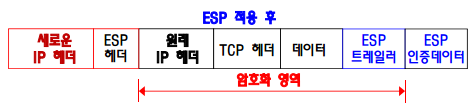 ESP 적용 후
새로운
IP 헤더
ESP
헤더
원래
IP 헤더
TCP 헤더
데이터
ESP
트레일러
ESP
인증데이터
암호화 영역